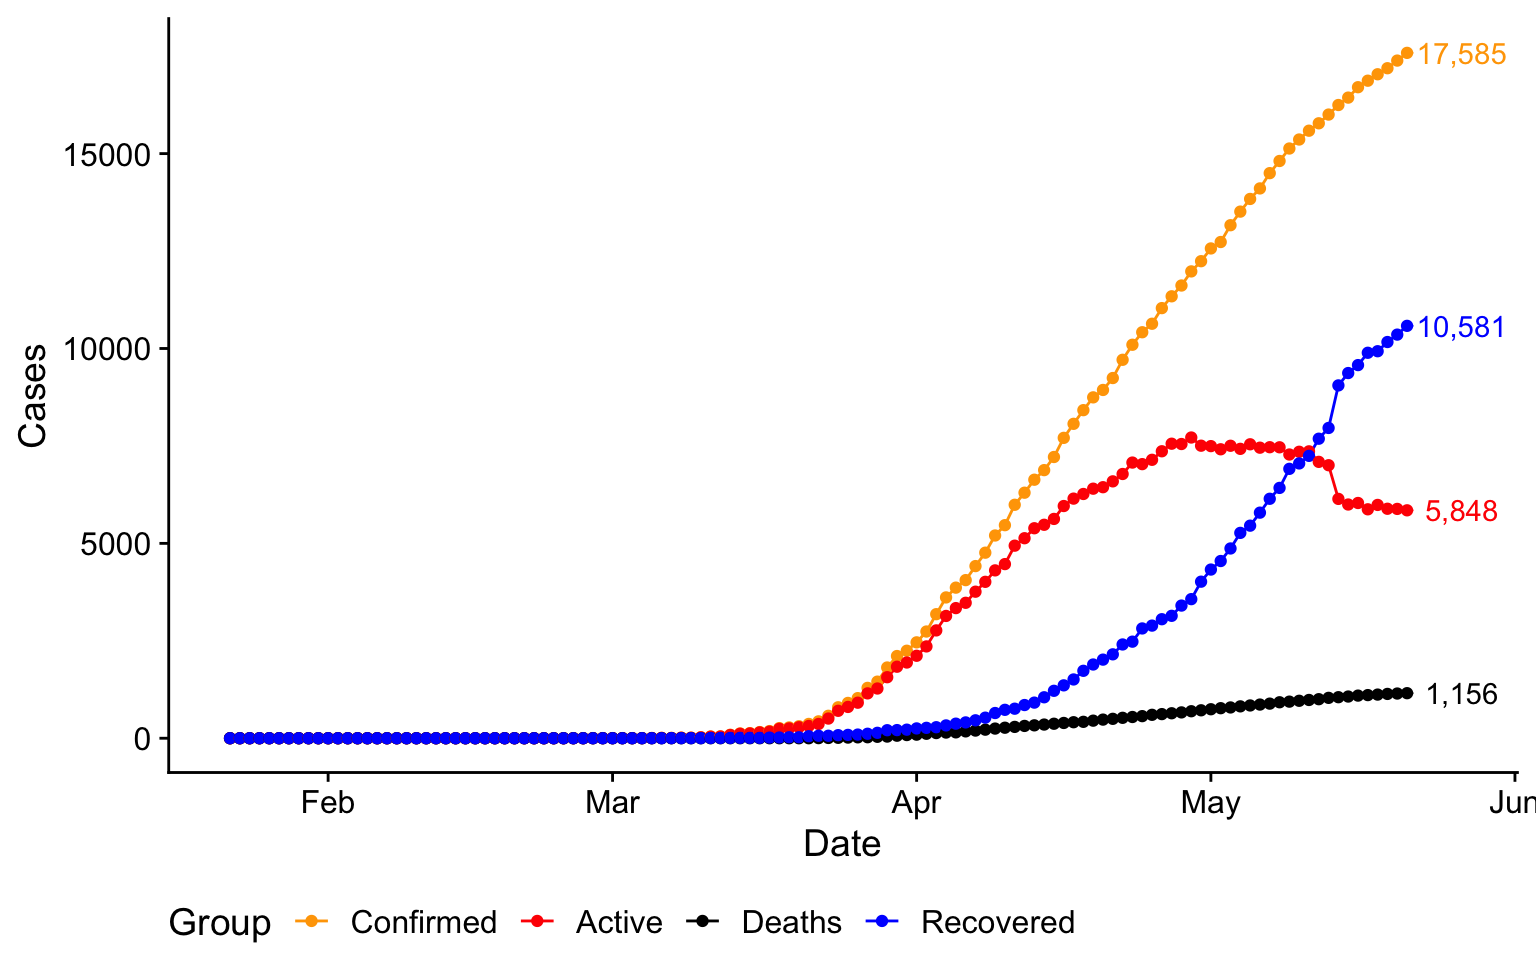 17,585
15000
10,581
10000
Cases
5,848
5000
1,156
0
Feb Mar Apr May Jun
Date
Group Confirmed Active Deaths Recovered